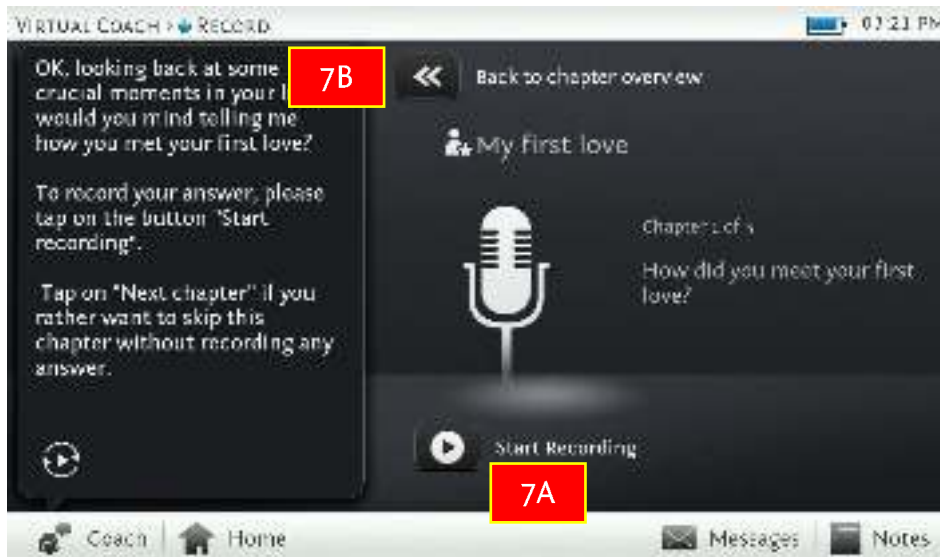 VIRTUAL COACH › RECORD
07:21 PM
OK, looking back at some
crucial moments in your
would you mind telling me
how you met your first love?
To record your answer, please
tap on the button "Start
recording".
Tap on "Next chapter" if you
rather want to skip this
chapter without recording any
answer.
7B
Back to chapter overview
My first love
Chapter of
How did you meet your first
love?
Start Recording
7A
Coach
Home
Messages
Notes